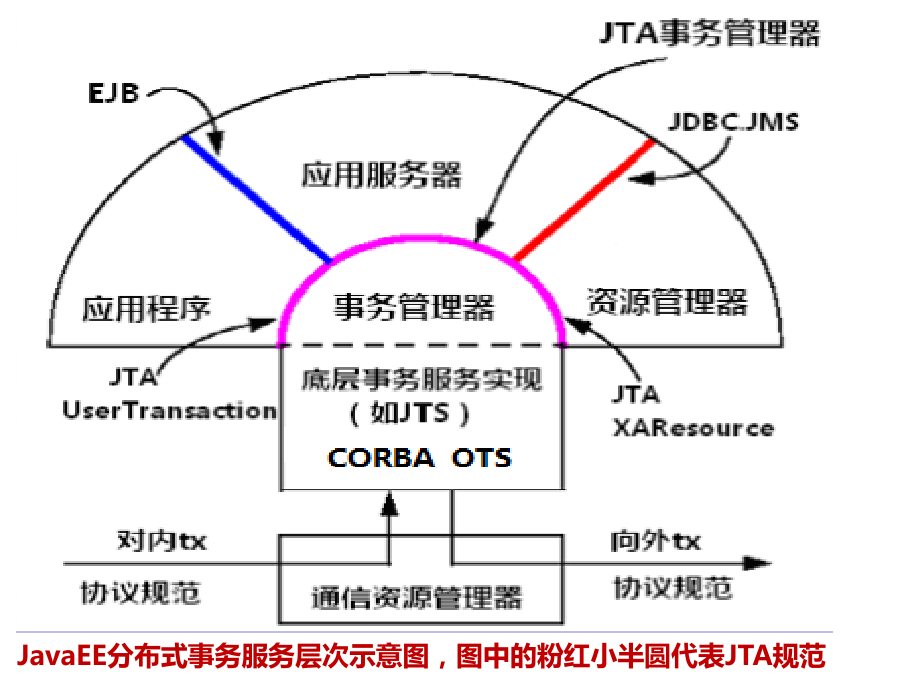 JTA事务管理器
EJB
JDBC.JMS
应用服务器
应用程序
事务管理器
资源管理器
JTA
UserTransaction
底层事务服务实现
（如JTS）
CORBA OTS
JTA
XAResource
对内tx
协议规范
向外tx
协议规范
通信资源管理器
JavaEE分布式事务服务层次示意图，图中的粉红小半圆代表JTA规范